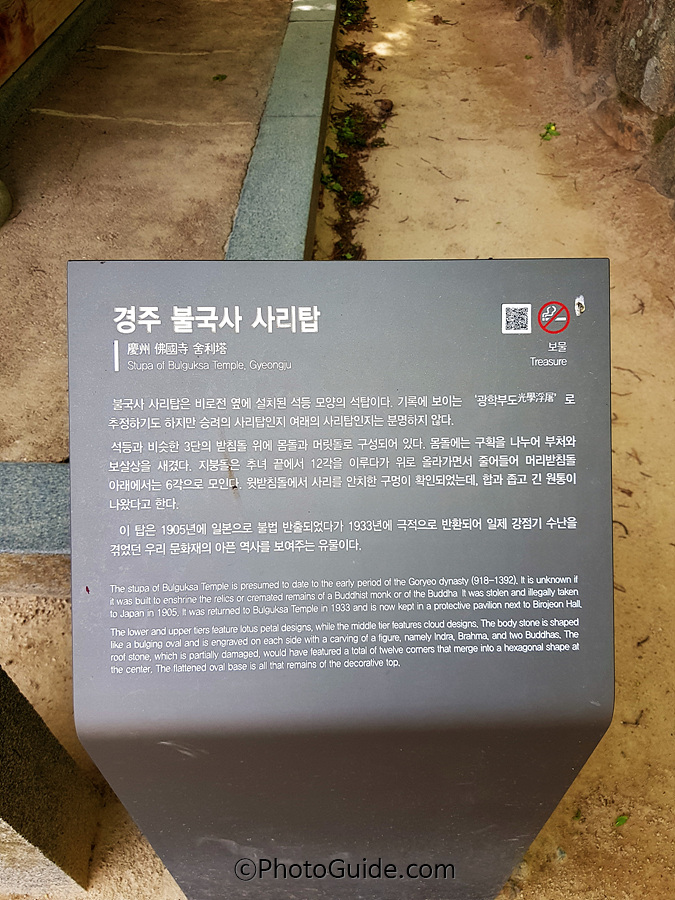 경주 불국사 사리탑
慶州 佛國寺 舍利塔
Stupa of Bulguksa Temple, Gyeongju
보물
Treasure
불국사 사리탑은 비로전 옆에 설치된 석등 모양의 석탑이다. 기록에 보이는 '광학부도光學浮屠' 로
추정하기도 하지만 승려의 사리탑인지 여래의 사리탑인지는 분명하지 않다.
석등과 비슷한 3단의 받침돌 위에 몸돌과 머릿돌로 구성되어 있다. 몸돌에는 구획을 나누어 부처와
보살상을 새겼다. 지붕돌은 추녀 끝에서 12각을 이루다가 위로 올라가면서 줄어들어 머리받침돌
아래에서는 6각으로 모인다. 윗받침돌에서 사리를 안치한 구멍이 확인되었는데, 합과 좁고 긴 원통이
나왔다고 한다.
이 탑은 1905년에 일본으로 불법 반출되었다가 1933년에 극적으로 반환되어 일제 강점기 수난을
겪었던 우리 문화재의 아픈 역사를 보여주는 유물이다.
The stupa of Bulguksa Temple is presumed to date to the early period of the Goryeo dynasty (918-1392). It is unknown if
it was built to enshrine the relics or cremated remains of a Buddhist monk or of the Buddha. It was stolen and illegally taken
to Japan in 1905. It was returned to Bulguksa Temple in 1933 and is now kept in a protective pavilion next to Birojeon Hall.
The lower and upper tiers feature lotus petal designs, while the middle tier features cloud designs. The body stone is shaped
like a bulging oval and is engraved on each side with a carving of a figure, namely Indra, Brahma, and two Buddhas. The
roof stone, which is partially damaged, would have featured a total of twelve corners that merge into a hexagonal shape at
the center. The flattened oval base is all that remains of the decorative top.
©PhotoGuide.com